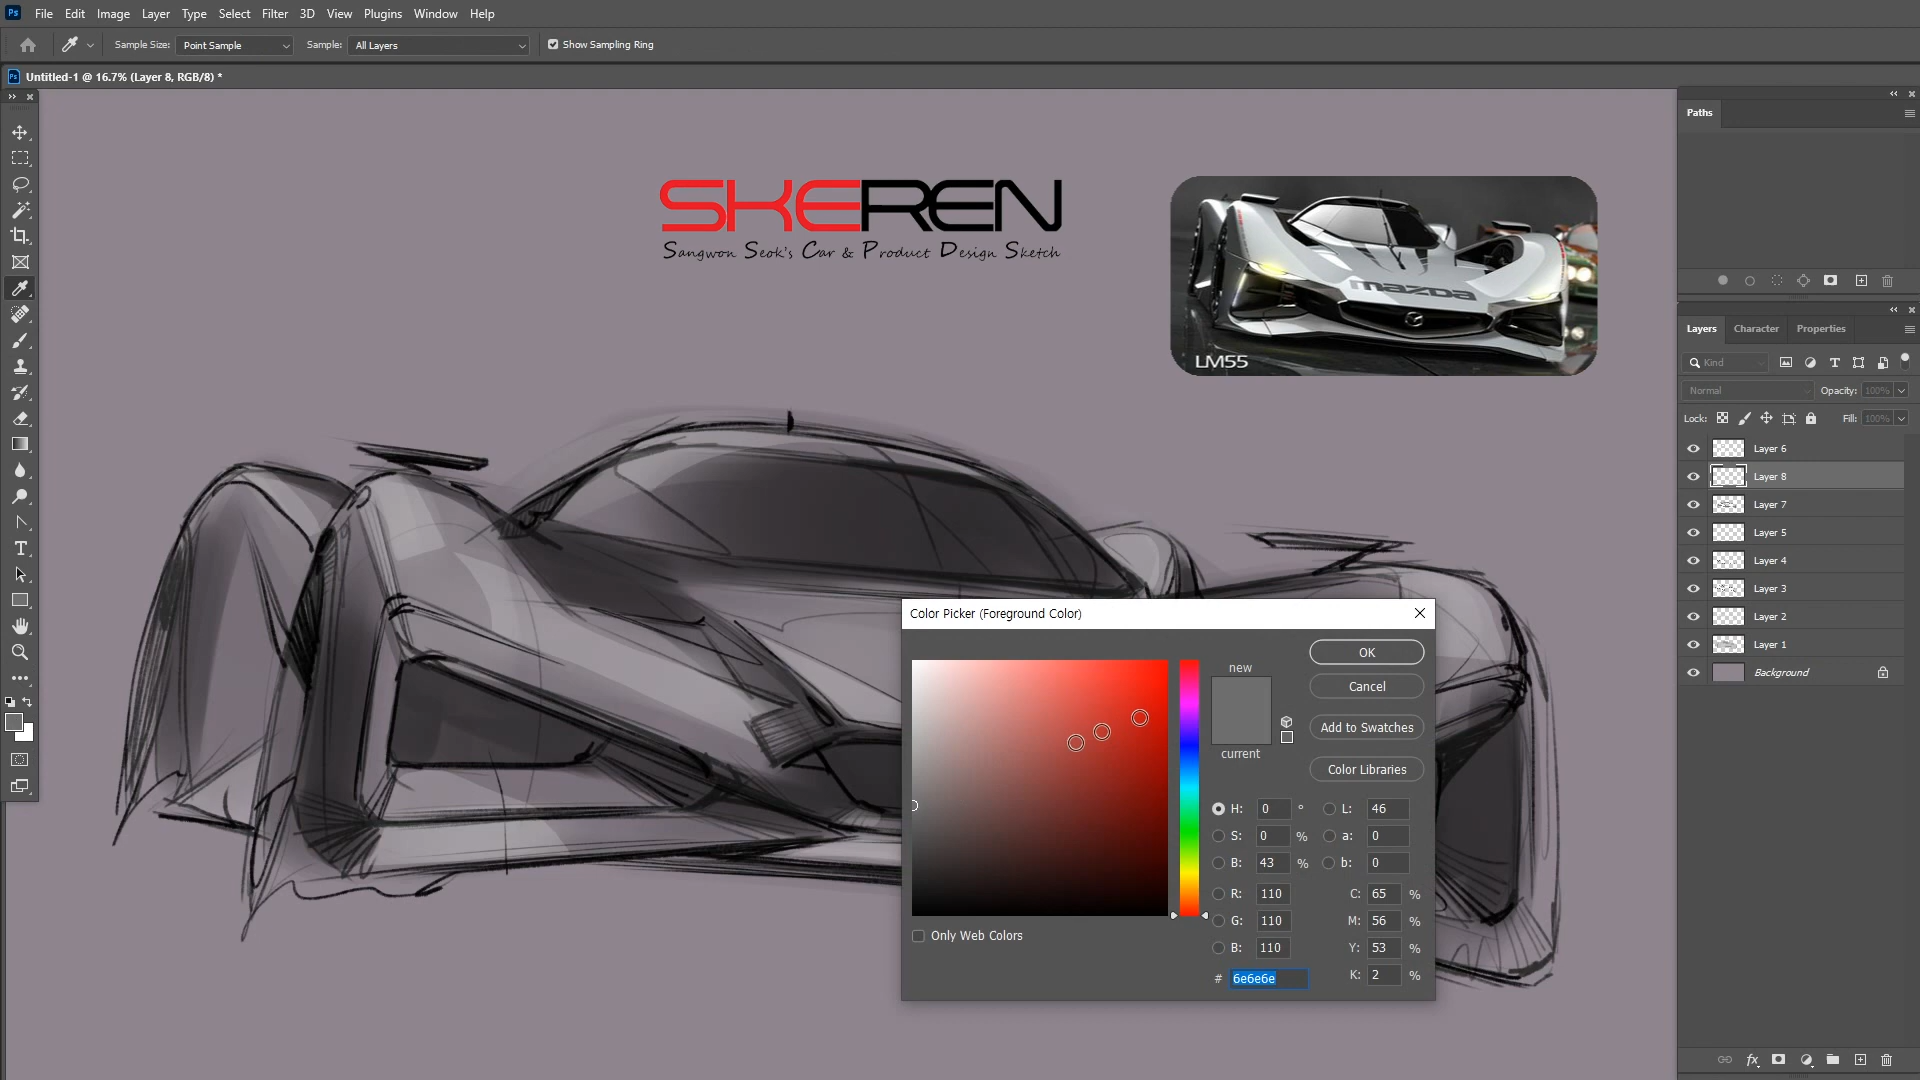 Ps File Edit Image Layer Type Select Filter 3D View Plugins Window Help
Sample Size: Point Sample Sample: All Layers Show Sampling Ring
Ps Untitled-1 @ 16.7% (Layer 8, RGB/8) *
Paths
SKEREN
Sangwon Seok's Car & Product Design Sketch
mazda
LM55
Layers Character Properties
Kind
Normal Opacity: 100%
Lock: Fill: 100%
Layer 6
Layer 8
Layer 7
Layer 5
Layer 4
Layer 3
Layer 2
Layer 1
Background
Color Picker (Foreground Color)
new
current
OK
Cancel
Add to Swatches
Color Libraries
H: 0 ° L: 46
S: 0 % a: 0
B: 43 % b: 0
R: 110 C: 65 %
G: 110 M: 56 %
B: 110 Y: 53 %
# 6e6e6e K: 2 %
Only Web Colors
fx